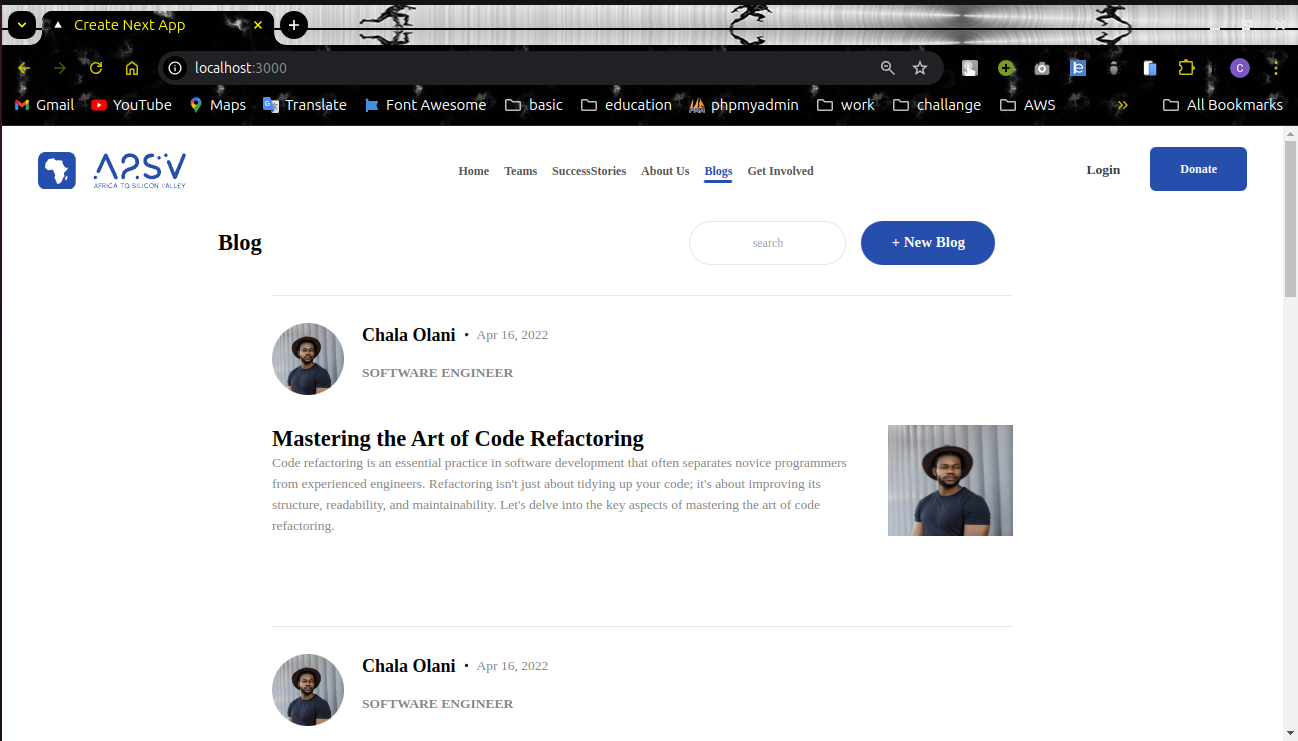 Create Next App
localhost:3000
C
Gmail YouTube Maps Translate Font Awesome basic education phpmyadmin work challange AWS All Bookmarks
APSV
AFRICA TO SILICON VALLEY
Home Teams SuccessStories About Us Blogs Get Involved
Login Donate
Blog search + New Blog
Chala Olani • Apr 16, 2022
SOFTWARE ENGINEER
Mastering the Art of Code Refactoring
Code refactoring is an essential practice in software development that often separates novice programmers
from experienced engineers. Refactoring isn't just about tidying up your code; it's about improving its
structure, readability, and maintainability. Let's delve into the key aspects of mastering the art of code
refactoring.
Chala Olani • Apr 16, 2022
SOFTWARE ENGINEER